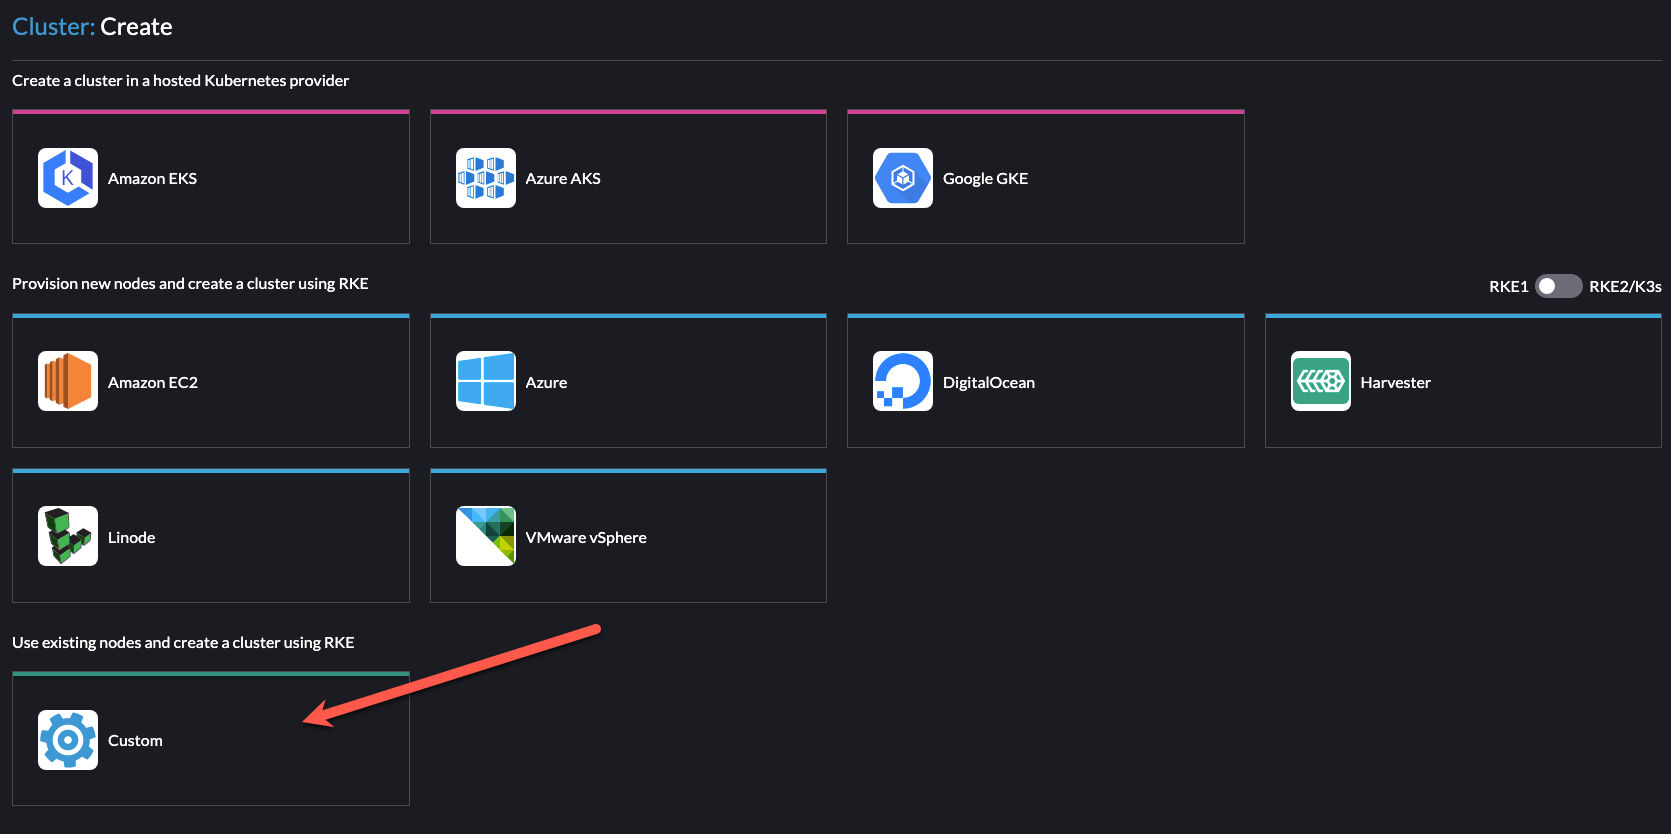 Cluster: Create
Create a cluster in a hosted Kubernetes provider
K
Amazon EKS
Azure AKS
Google GKE
Provision new nodes and create a cluster using RKE
RKE1
RKE2/K3s
Amazon EC2
Azure
DigitalOcean
Harvester
Linode
VMware vSphere
Use existing nodes and create a cluster using RKE
Custom